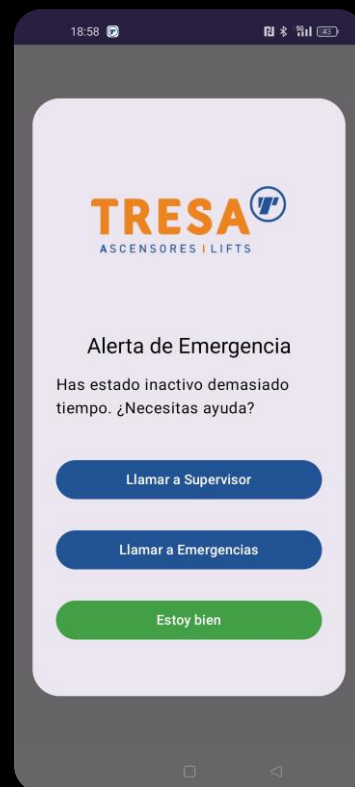 18:58
43
TRESA
ASCENSORES | LIFTS
Alerta de Emergencia
Has estado inactivo demasiado
tiempo. ¿Necesitas ayuda?
Llamar a Supervisor
Llamar a Emergencias
Estoy bien